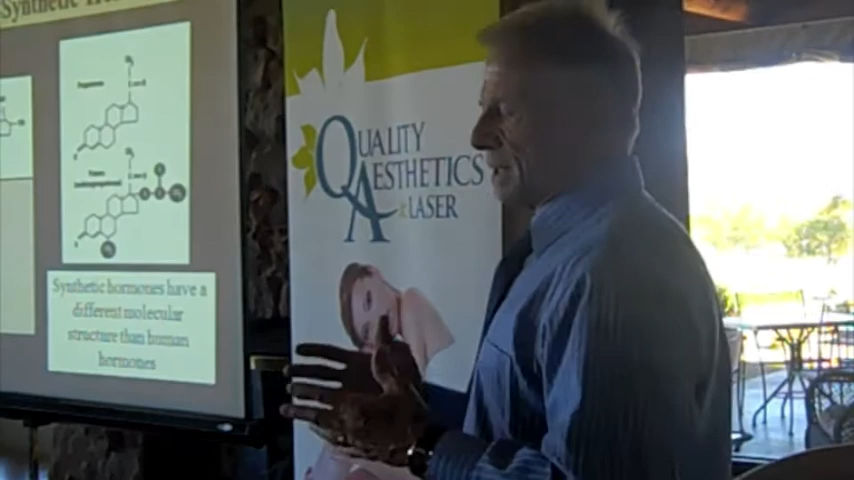 Synthetic
Progesterone
Synthetic hormones have a
different molecular
structure than human
hormones
QUALITY
AESTHETICS
& LASER